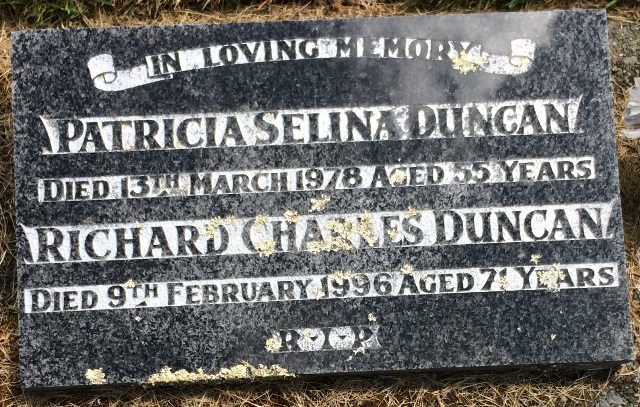 IN LOVING MEMORY
PATRICIA SELINA DUNCAN
DIED 13TH MARCH 1978 AGED 55 YEARS
RICHARD CHARLES DUNCAN
DIED 9TH FEBRUARY 1996 AGED 71 YEARS
R·I·P